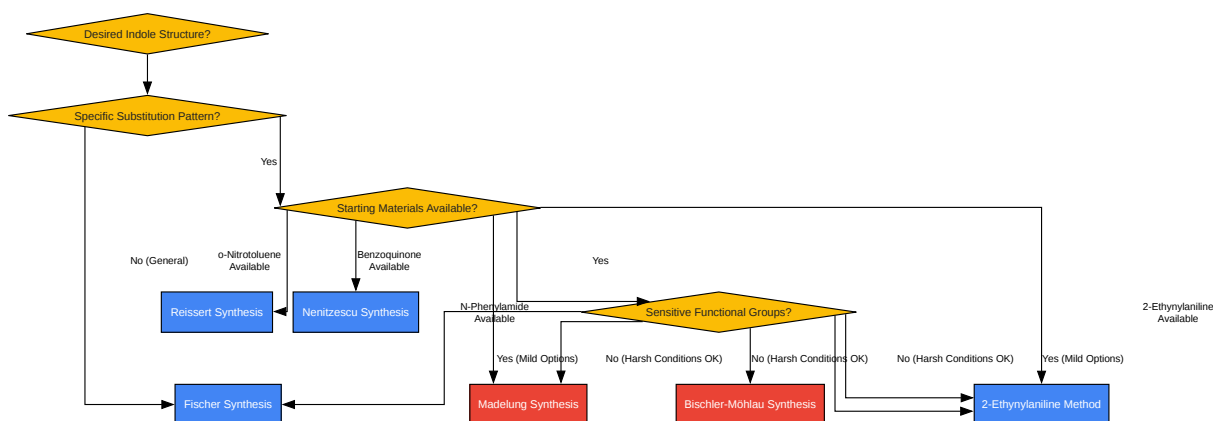 Desired Indole Structure?
Specific Substitution Pattern?
Yes
Starting Materials Available?
No (General)
o-Nitrotoluene
Available
Benzoquinone
Available
Yes
Reissert Synthesis
Nenitzescu Synthesis
N-Phenylamide
Available
Sensitive Functional Groups?
2-Ethynylaniline
Available
Yes (Mild Options)
No (Harsh Conditions OK)
No (Harsh Conditions OK)
No (Harsh Conditions OK)
Yes (Mild Options)
Fischer Synthesis
Madelung Synthesis
Bischler-Möhlau Synthesis
2-Ethynylaniline Method